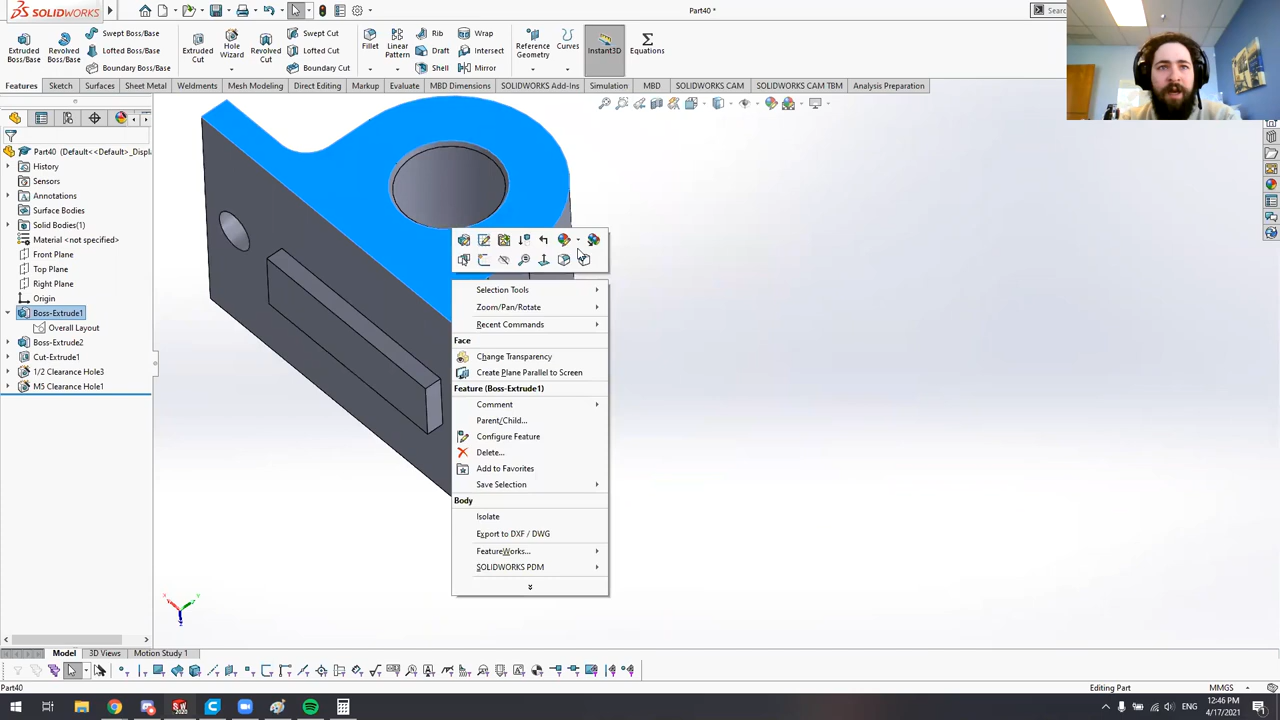 SOLIDWORKS
Part40 *
Search
Extruded Boss/Base
Revolved Boss/Base
Swept Boss/Base
Lofted Boss/Base
Boundary Boss/Base
Extruded Cut
Hole Wizard
Revolved Cut
Swept Cut
Lofted Cut
Boundary Cut
Fillet
Linear Pattern
Rib
Draft
Shell
Wrap
Intersect
Mirror
Reference Geometry
Curves
Instant3D
Equations
Features
Sketch
Surfaces
Sheet Metal
Weldments
Mesh Modeling
Direct Editing
Markup
Evaluate
MBD Dimensions
SOLIDWORKS Add-Ins
Simulation
MBD
SOLIDWORKS CAM
SOLIDWORKS CAM TBM
Analysis Preparation
Part40 (Default<<Default>_Displ
History
Sensors
Annotations
Surface Bodies
Solid Bodies(1)
Material <not specified>
Front Plane
Top Plane
Right Plane
Origin
Boss-Extrude1
Overall Layout
Boss-Extrude2
Cut-Extrude1
1/2 Clearance Hole3
M5 Clearance Hole1
Selection Tools
Zoom/Pan/Rotate
Recent Commands
Face
Change Transparency
Create Plane Parallel to Screen
Feature (Boss-Extrude1)
Comment
Parent/Child...
Configure Feature
Delete...
Add to Favorites
Save Selection
Body
Isolate
Export to DXF / DWG
FeatureWorks...
SOLIDWORKS PDM
Model
3D Views
Motion Study 1
Part40
Editing Part
MMGS
ENG
12:46 PM
4/17/2021